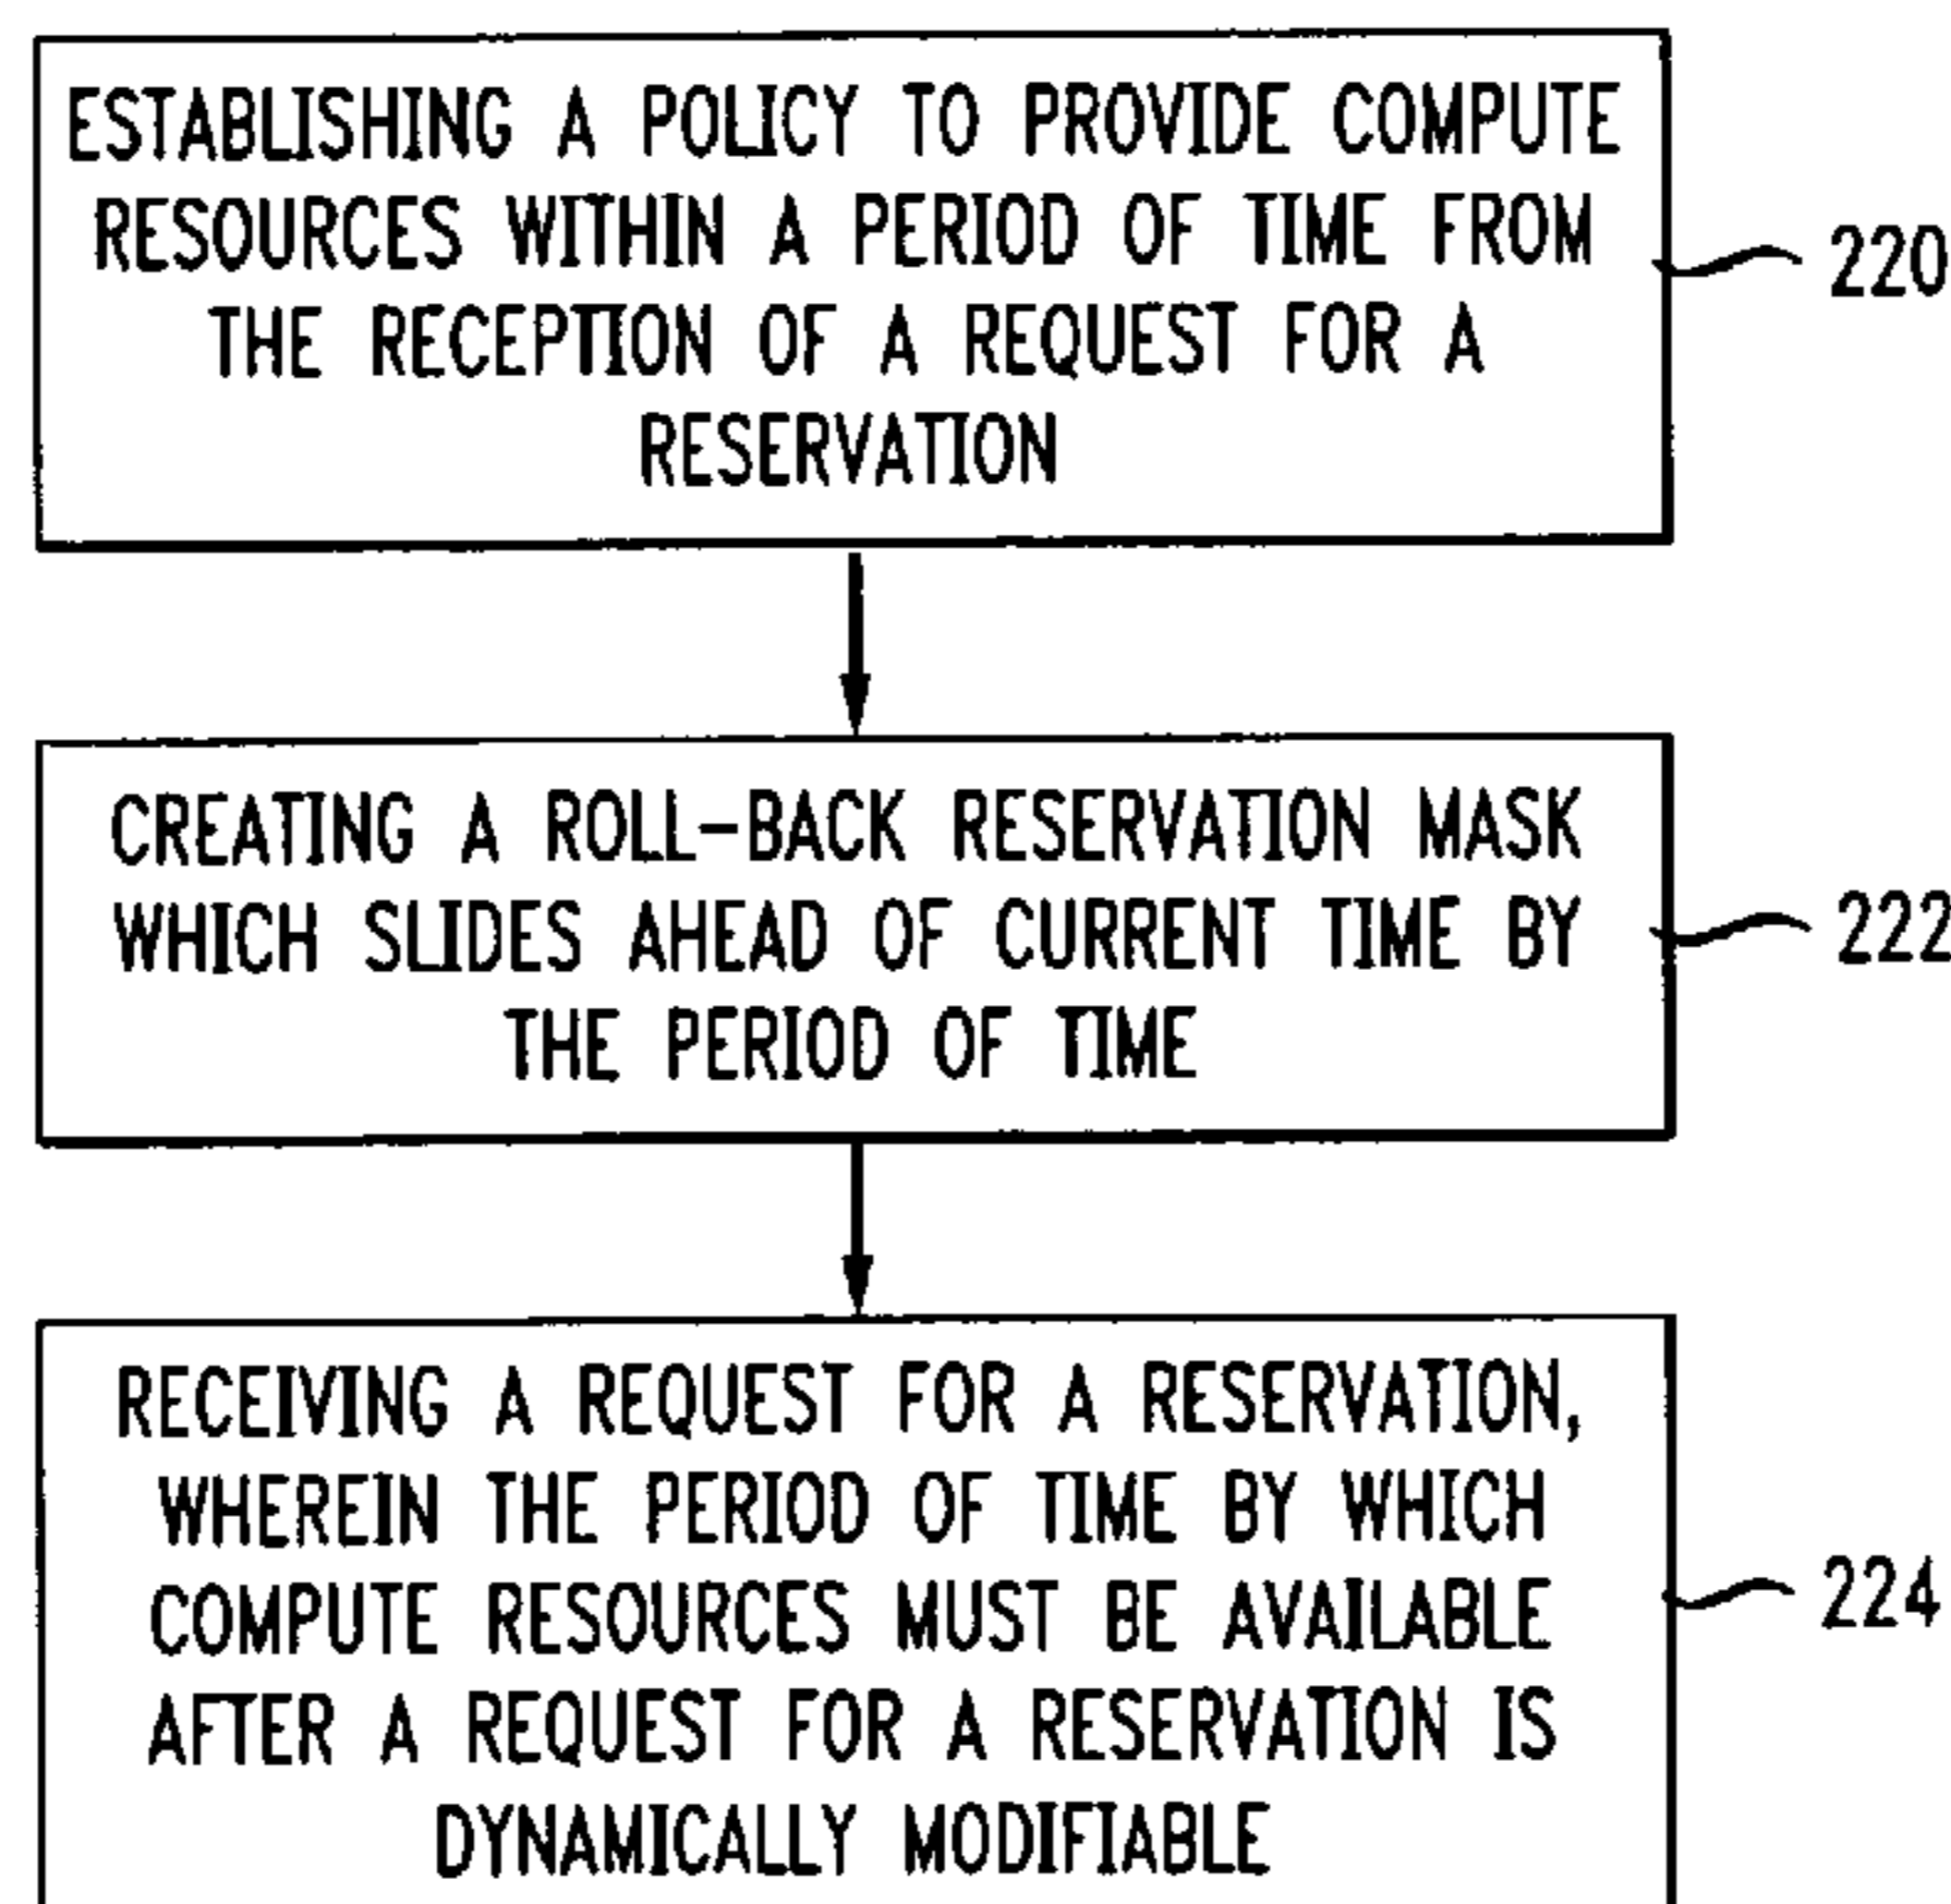 ESTABLISHING A POLICY TO PROVIDE COMPUTE
RESOURCES WITHIN A PERIOD OF TIME FROM
THE RECEPTION OF A REQUEST FOR A
RESERVATION
220
CREATING A ROLL-BACK RESERVATION MASK
WHICH SLIDES AHEAD OF CURRENT TIME BY
THE PERIOD OF TIME
222
RECEIVING A REQUEST FOR A RESERVATION,
WHEREIN THE PERIOD OF TIME BY WHICH
COMPUTE RESOURCES MUST BE AVAILABLE
AFTER A REQUEST FOR A RESERVATION IS
DYNAMICALLY MODIFIABLE
224